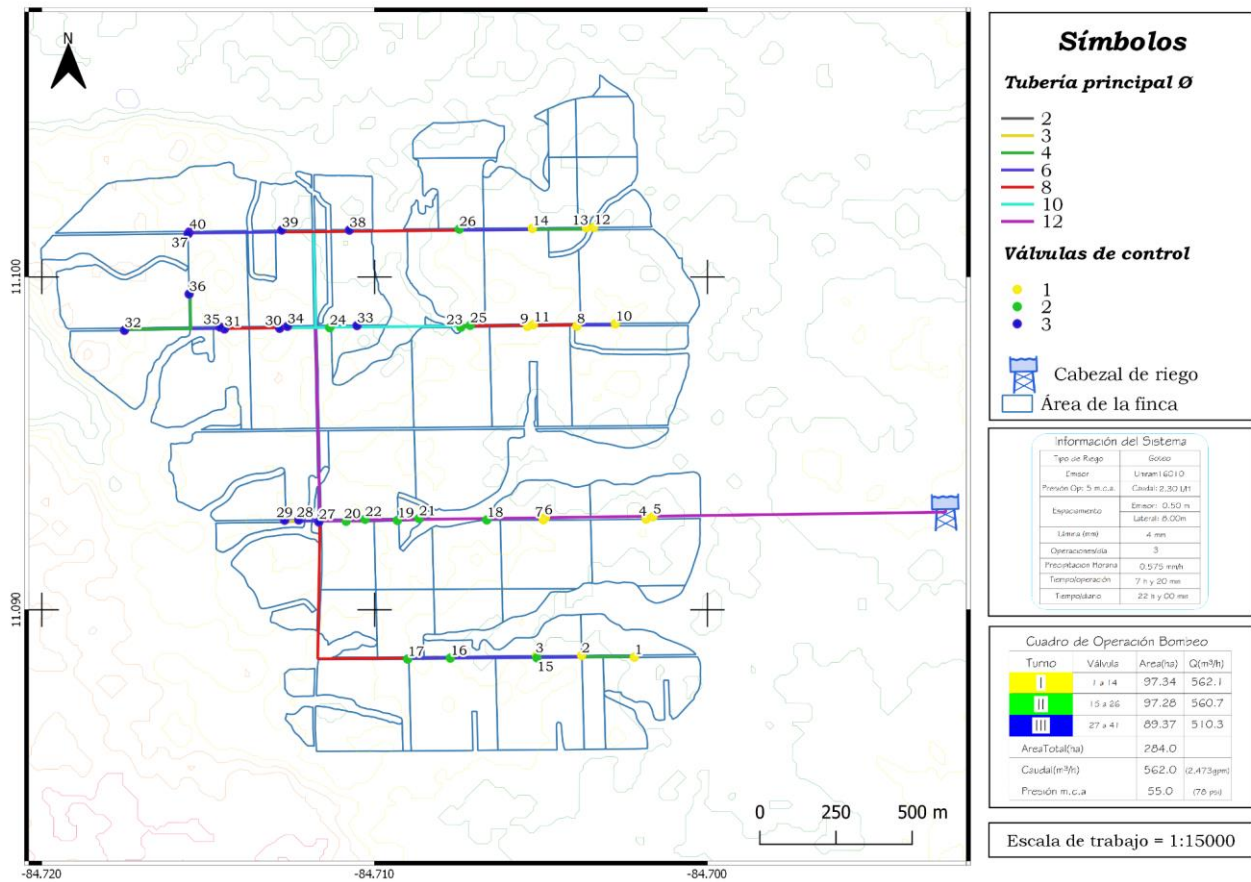 N
40
39
38
26
14
13
12
37
11.100
36
32
35
31
30
34
24
33
23
25
9
11
8
10
29
28
27
20
22
19
21
18
7
6
4
5
11.090
17
16
3
15
2
1
0
250
500 m
-84.720
-84.710
-84.700
Símbolos
Tubería principal Ø
2
3
4
6
8
10
12
Válvulas de control
1
2
3
Cabezal de riego
Área de la finca
Información del Sistema
Tipo de Riego Goteo
Emisor
Presión Op: 5 m.c.a. Caudal: 2.30 l/h
Espaciamiento Emisor: 0.50 m
Lateral: 8.00m
Lámina (mm) 4 mm
Operaciones/día 3
Precipitación Horaria 0.575 mm/h
Tiempo/operación 7 h y 20 min
Tiempo/diario 22 h y 00 min
Cuadro de Operación Bombeo
Turno Válvula Area(ha) Q(m³/h)
I 1 a 14 97.34 562.1
II 15 a 26 97.28 560.7
III 27 a 41 89.37 510.3
AreaTotal(ha) 284.0
Caudal(m³/h) 562.0 (2,473gpm)
Presión m.c.a 55.0 (78 psi)
Escala de trabajo = 1:15000